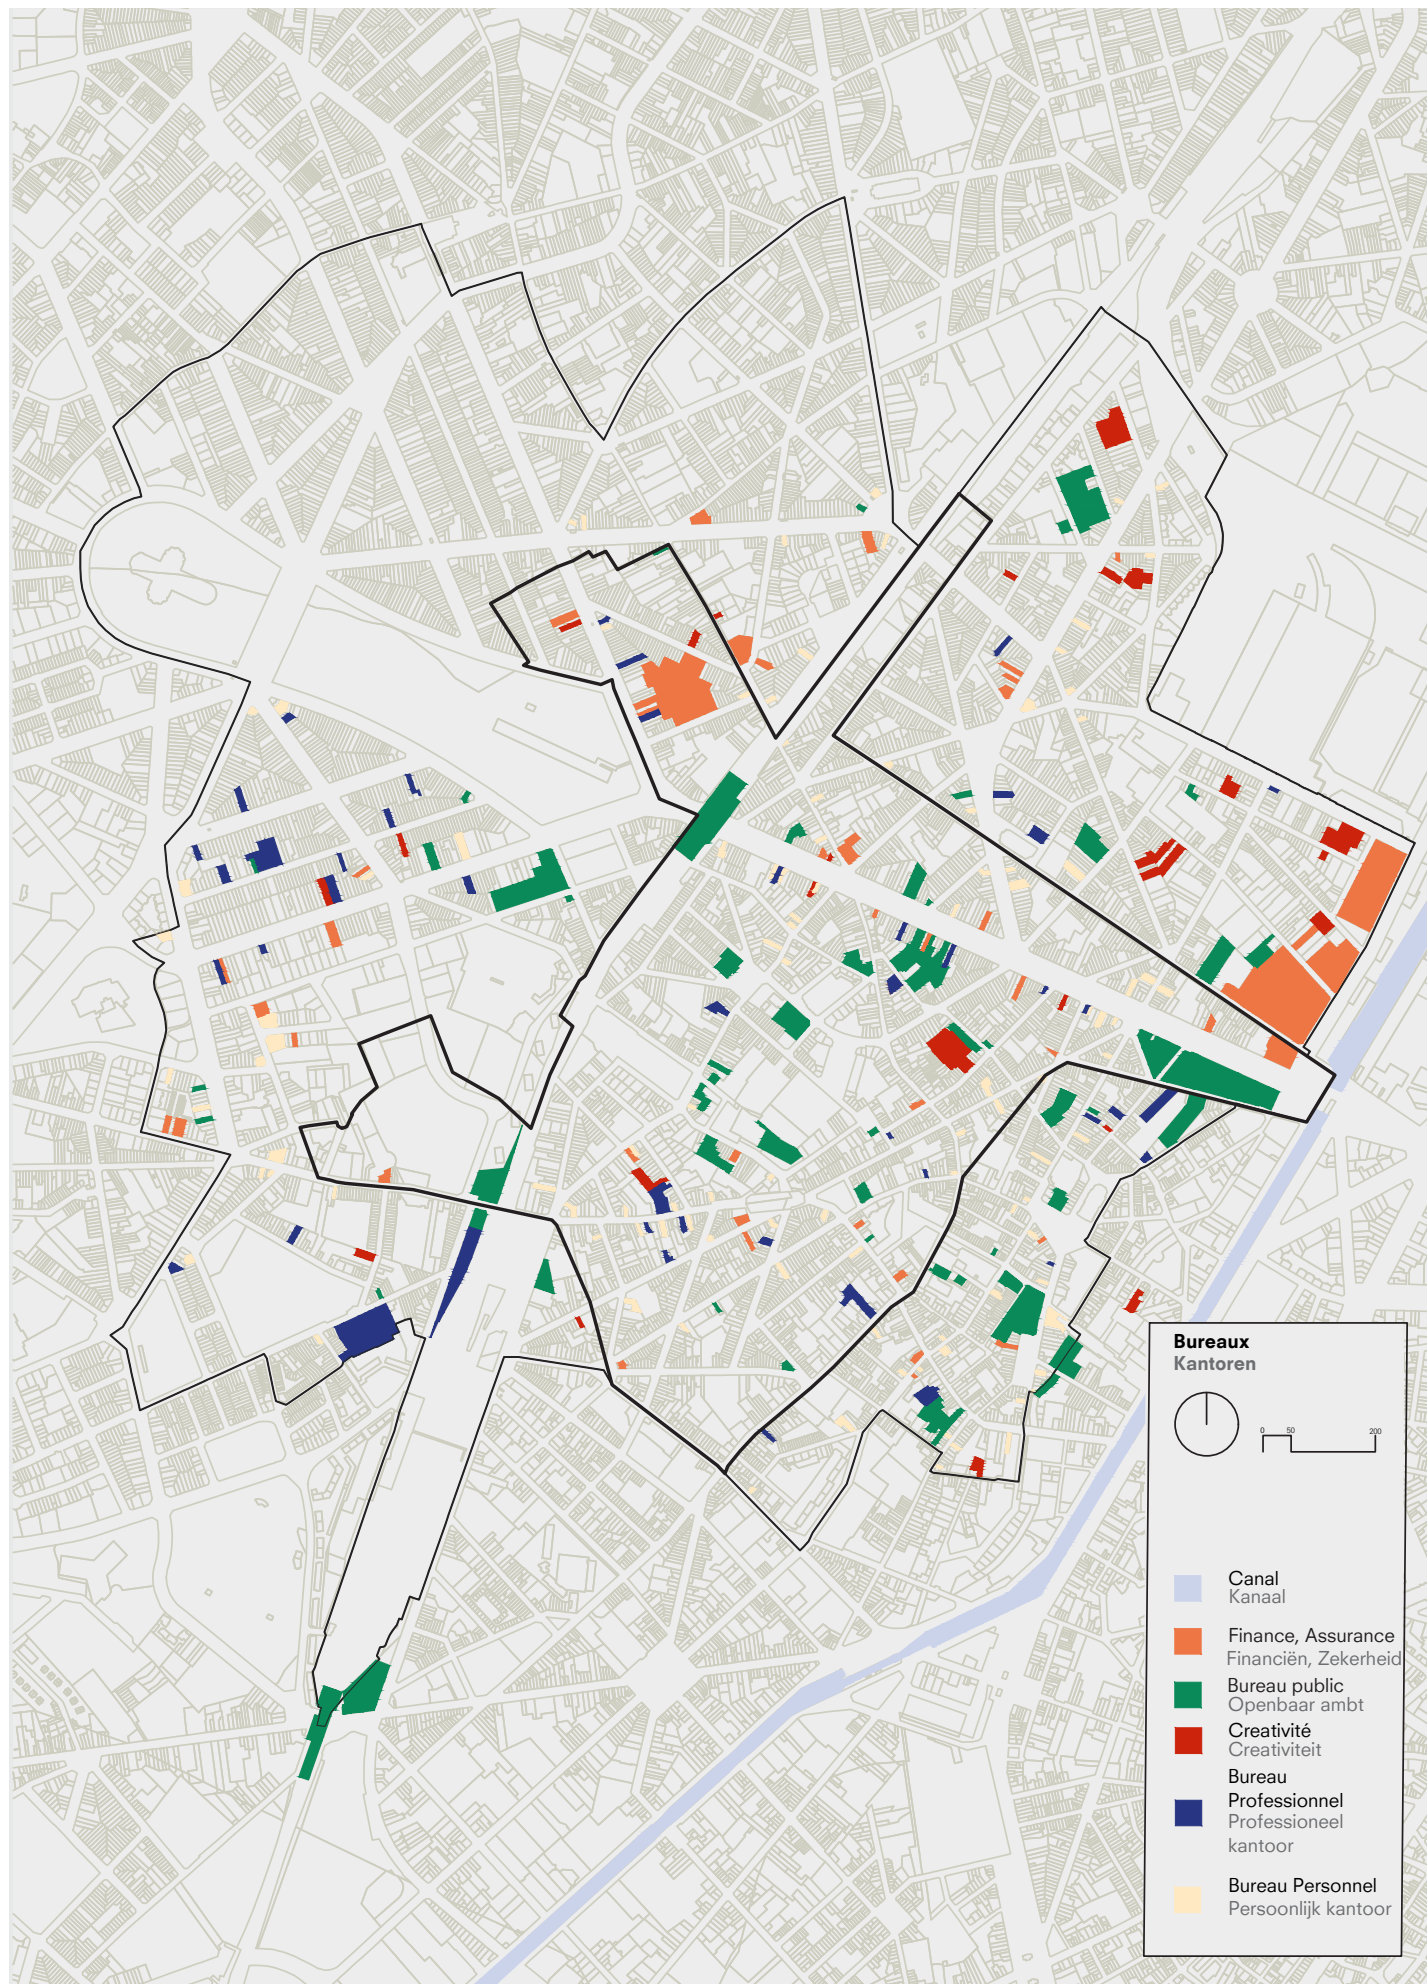 Bureaux
Kantoren
0 50 200
Canal
Kanaal
Finance, Assurance
Financiën, Zekerheid
Bureau public
Openbaar ambt
Creativité
Creativiteit
Bureau
Professionnel
Professioneel
kantoor
Bureau Personnel
Persoonlijk kantoor